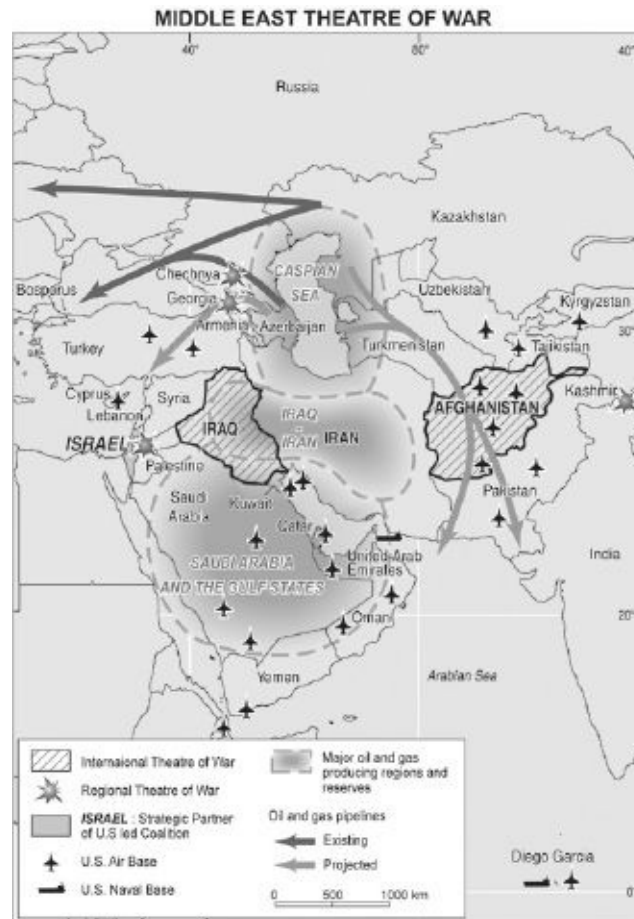 MIDDLE EAST THEATRE OF WAR
40°
60°
80°
40°
Russia
Kazakhstan
Chechnya
CASPIAN
SEA
Uzbekistan
Bosporus
Georgia
Kyrgyzstan
30°
Armenia
Azerbaijan
Turkey
Turkmenistan
Tajikistan
Cyprus
Syria
Kashmir
Lebanon
AFGHANISTAN
IRAQ
IRAQ
- IRAN
IRAN
ISRAEL
Palestine
Saudi
Arabia
Kuwait
Pakistan
Qatar
India
SAUDI ARABIA
AND THE GULF STATES
United Arab
Emirates
20°
Oman
Yemen
Arabian Sea
Internaional Theatre of War
Regional Theatre of War
ISRAEL : Strategic Partner
of U.S led Coalition
U.S. Air Base
U.S. Naval Base
Major oil and gas
producing regions and
reserves
Oil and gas pipelines
Existing
Projected
0 500 1000 km
Diego Garcia
0°